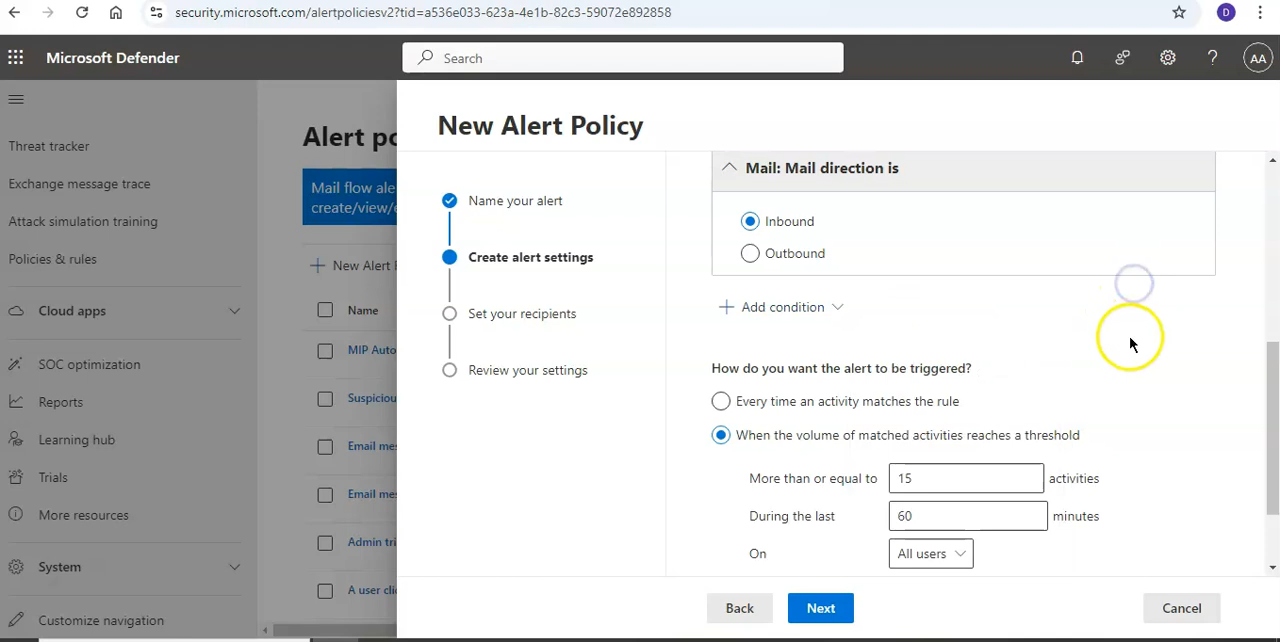 security.microsoft.com/alertpoliciesv2?tid=a536e033-623a-4e1b-82c3-59072e892858
D
Microsoft Defender
Search
AA
Threat tracker
Exchange message trace
Attack simulation training
Policies & rules
Cloud apps
SOC optimization
Reports
Learning hub
Trials
More resources
System
Customize navigation
Alert po
Mail flow ale
create/view/e
New Alert
Name
MIP Auto
Suspiciou
Email me
Email mes
Admin tri
A user clic
New Alert Policy
Name your alert
Create alert settings
Set your recipients
Review your settings
Mail: Mail direction is
Inbound
Outbound
Add condition
How do you want the alert to be triggered?
Every time an activity matches the rule
When the volume of matched activities reaches a threshold
More than or equal to 15 activities
During the last 60 minutes
On All users
Back
Next
Cancel